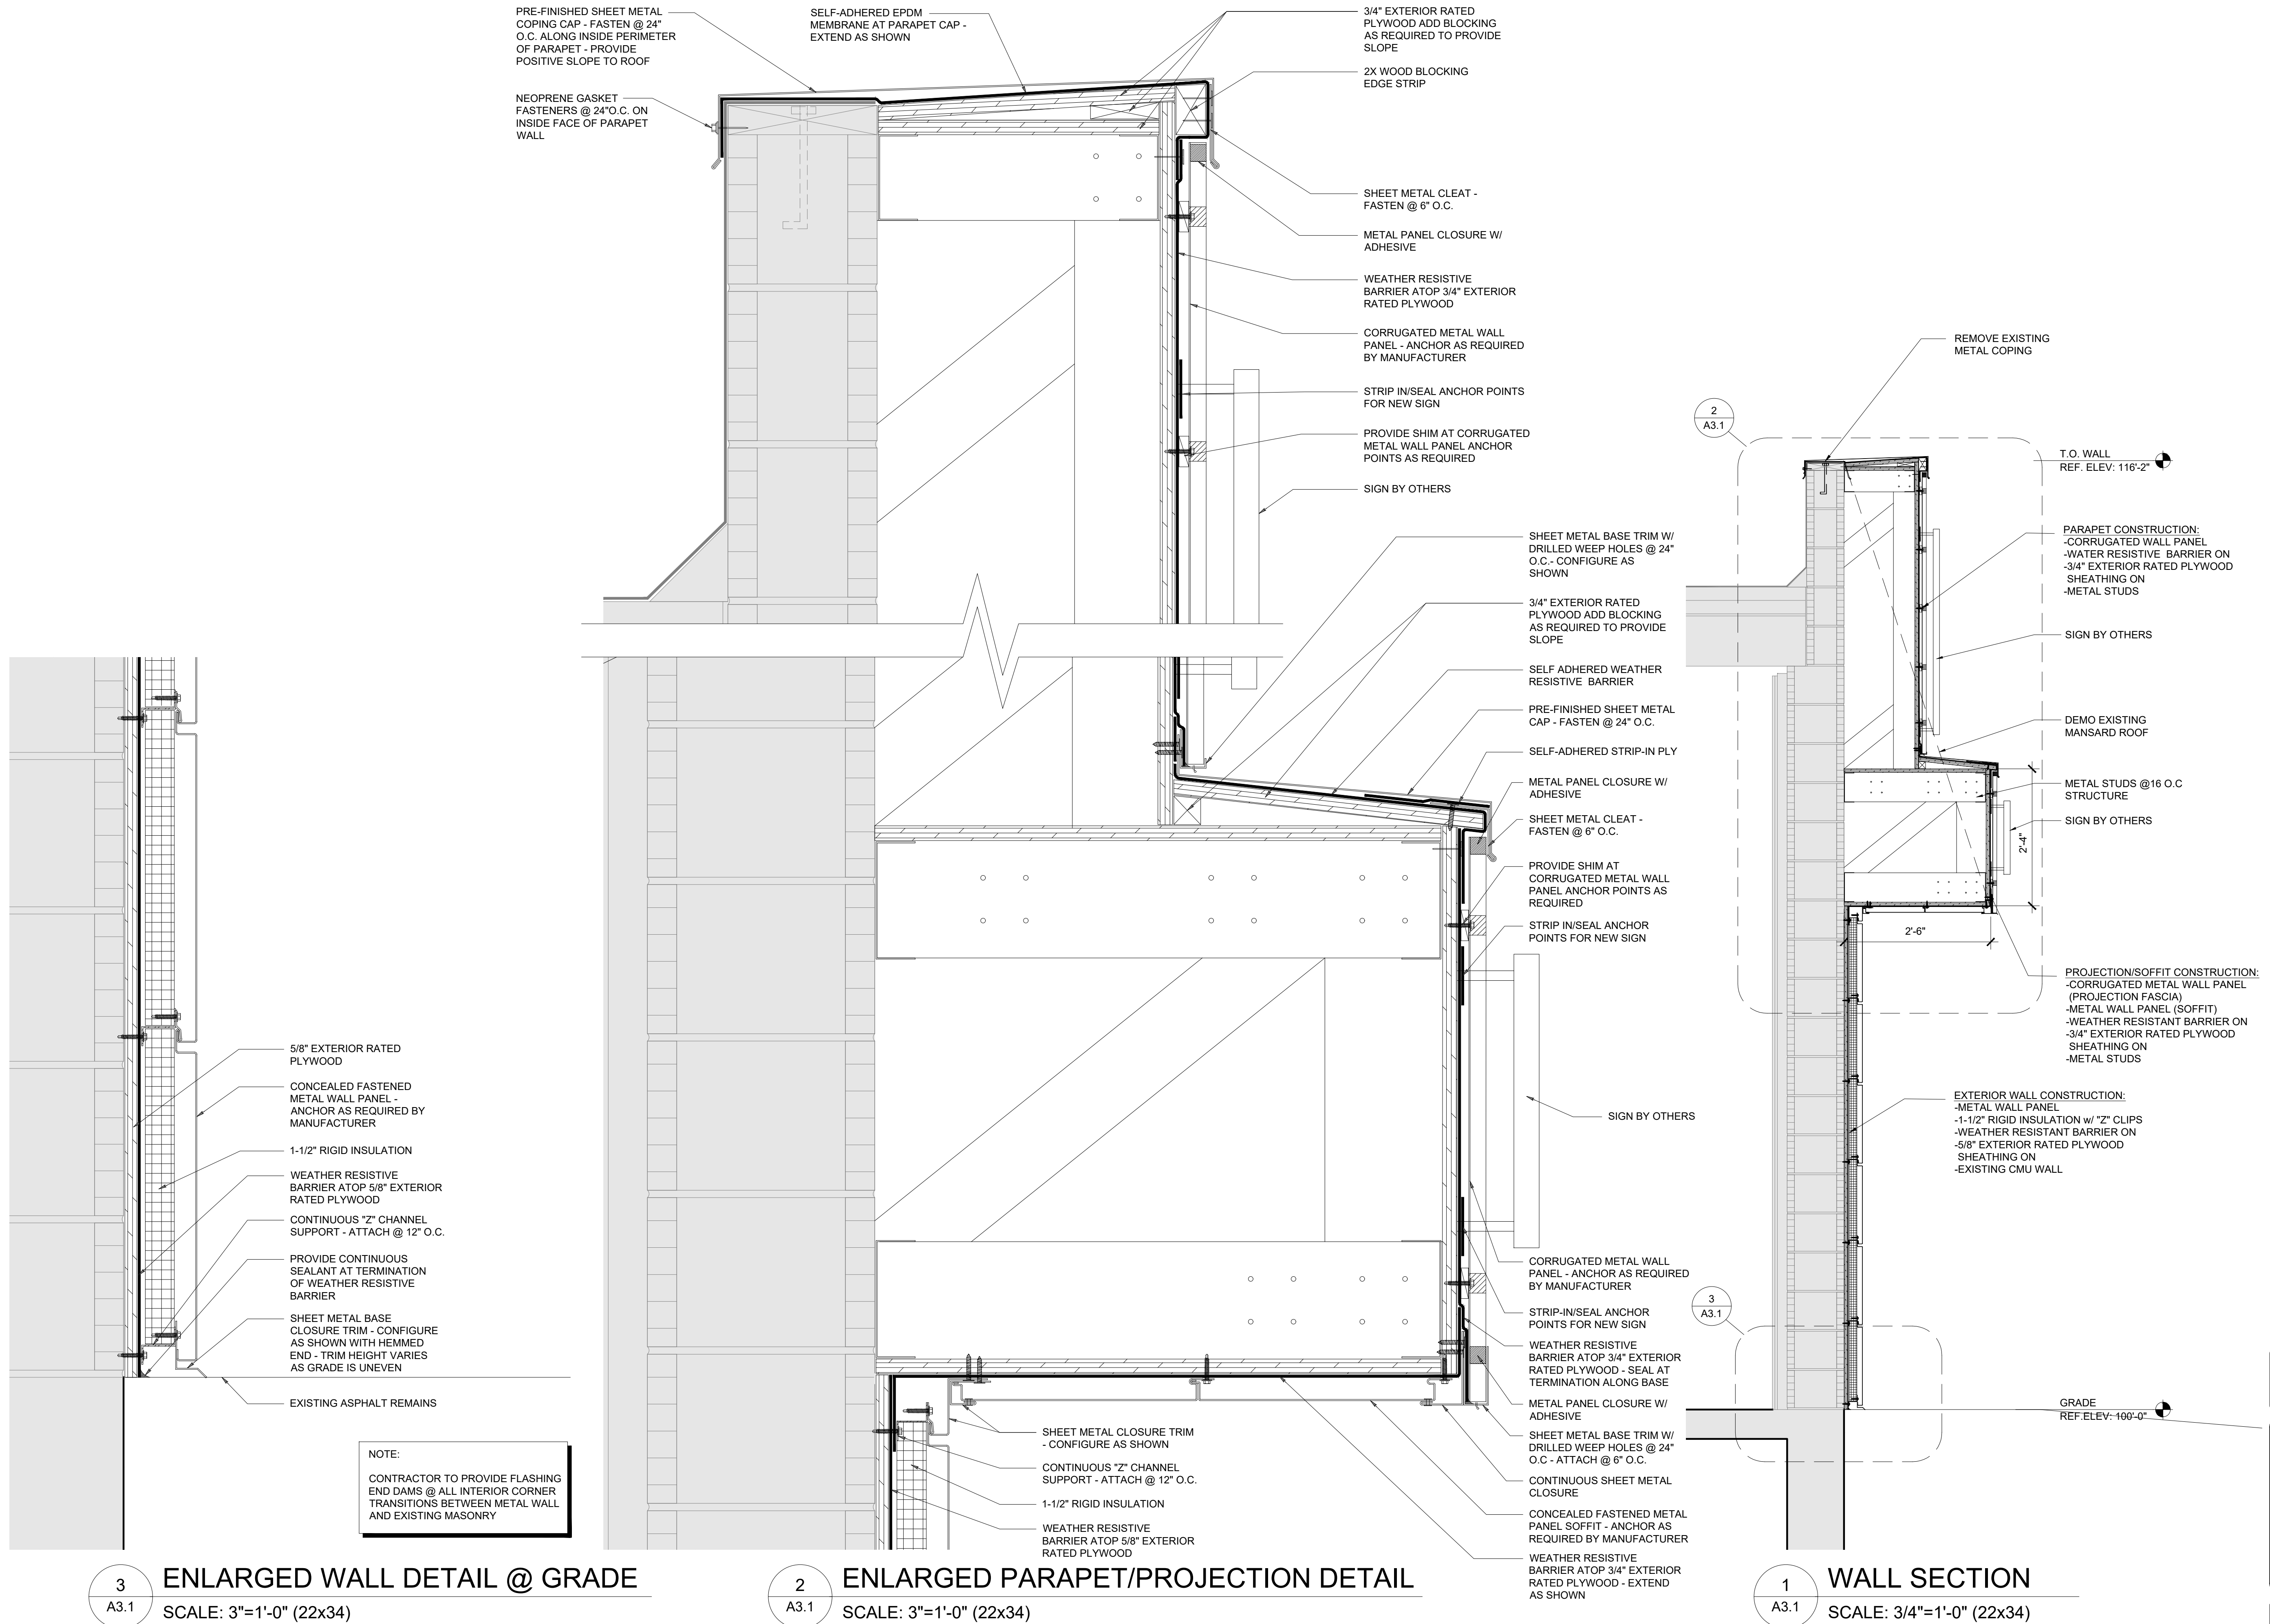 PRE-FINISHED SHEET METAL
COPING CAP - FASTEN @ 24"
O.C. ALONG INSIDE PERIMETER
OF PARAPET - PROVIDE
POSITIVE SLOPE TO ROOF
NEOPRENE GASKET
FASTENERS @ 24"O.C. ON
INSIDE FACE OF PARAPET
WALL
SELF-ADHERED EPDM
MEMBRANE AT PARAPET CAP -
EXTEND AS SHOWN
3/4" EXTERIOR RATED
PLYWOOD ADD BLOCKING
AS REQUIRED TO PROVIDE
SLOPE
2X WOOD BLOCKING
EDGE STRIP
SHEET METAL CLEAT -
FASTEN @ 6" O.C.
METAL PANEL CLOSURE W/
ADHESIVE
WEATHER RESISTIVE
BARRIER ATOP 3/4" EXTERIOR
RATED PLYWOOD
CORRUGATED METAL WALL
PANEL - ANCHOR AS REQUIRED
BY MANUFACTURER
STRIP IN/SEAL ANCHOR POINTS
FOR NEW SIGN
PROVIDE SHIM AT CORRUGATED
METAL WALL PANEL ANCHOR
POINTS AS REQUIRED
SIGN BY OTHERS
SHEET METAL BASE TRIM W/
DRILLED WEEP HOLES @ 24"
O.C.- CONFIGURE AS
SHOWN
3/4" EXTERIOR RATED
PLYWOOD ADD BLOCKING
AS REQUIRED TO PROVIDE
SLOPE
SELF ADHERED WEATHER
RESISTIVE BARRIER
PRE-FINISHED SHEET METAL
CAP - FASTEN @ 24" O.C.
SELF-ADHERED STRIP-IN PLY
METAL PANEL CLOSURE W/
ADHESIVE
SHEET METAL CLEAT -
FASTEN @ 6" O.C.
PROVIDE SHIM AT
CORRUGATED METAL WALL
PANEL ANCHOR POINTS AS
REQUIRED
STRIP IN/SEAL ANCHOR
POINTS FOR NEW SIGN
SIGN BY OTHERS
CORRUGATED METAL WALL
PANEL - ANCHOR AS REQUIRED
BY MANUFACTURER
STRIP-IN/SEAL ANCHOR
POINTS FOR NEW SIGN
WEATHER RESISTIVE
BARRIER ATOP 3/4" EXTERIOR
RATED PLYWOOD - SEAL AT
TERMINATION ALONG BASE
METAL PANEL CLOSURE W/
ADHESIVE
SHEET METAL BASE TRIM W/
DRILLED WEEP HOLES @ 24"
O.C - ATTACH @ 6" O.C.
CONTINUOUS SHEET METAL
CLOSURE
CONCEALED FASTENED METAL
PANEL SOFFIT - ANCHOR AS
REQUIRED BY MANUFACTURER
WEATHER RESISTIVE
BARRIER ATOP 3/4" EXTERIOR
RATED PLYWOOD - EXTEND
AS SHOWN
SHEET METAL CLOSURE TRIM
- CONFIGURE AS SHOWN
CONTINUOUS "Z" CHANNEL
SUPPORT - ATTACH @ 12" O.C.
1-1/2" RIGID INSULATION
WEATHER RESISTIVE
BARRIER ATOP 5/8" EXTERIOR
RATED PLYWOOD
5/8" EXTERIOR RATED
PLYWOOD
CONCEALED FASTENED
METAL WALL PANEL -
ANCHOR AS REQUIRED BY
MANUFACTURER
1-1/2" RIGID INSULATION
WEATHER RESISTIVE
BARRIER ATOP 5/8" EXTERIOR
RATED PLYWOOD
CONTINUOUS "Z" CHANNEL
SUPPORT - ATTACH @ 12" O.C.
PROVIDE CONTINUOUS
SEALANT AT TERMINATION
OF WEATHER RESISTIVE
BARRIER
SHEET METAL BASE
CLOSURE TRIM - CONFIGURE
AS SHOWN WITH HEMMED
END - TRIM HEIGHT VARIES
AS GRADE IS UNEVEN
EXISTING ASPHALT REMAINS
NOTE:
CONTRACTOR TO PROVIDE FLASHING
END DAMS @ ALL INTERIOR CORNER
TRANSITIONS BETWEEN METAL WALL
AND EXISTING MASONRY
REMOVE EXISTING
METAL COPING
2
A3.1
T.O. WALL
REF. ELEV: 116'-2"
PARAPET CONSTRUCTION:
-CORRUGATED WALL PANEL
-WATER RESISTIVE BARRIER ON
-3/4" EXTERIOR RATED PLYWOOD
SHEATHING ON
-METAL STUDS
SIGN BY OTHERS
DEMO EXISTING
MANSARD ROOF
METAL STUDS @16 O.C
STRUCTURE
SIGN BY OTHERS
2'-4"
2'-6"
PROJECTION/SOFFIT CONSTRUCTION:
-CORRUGATED METAL WALL PANEL
(PROJECTION FASCIA)
-METAL WALL PANEL (SOFFIT)
-WEATHER RESISTANT BARRIER ON
-3/4" EXTERIOR RATED PLYWOOD
SHEATHING ON
-METAL STUDS
EXTERIOR WALL CONSTRUCTION:
-METAL WALL PANEL
-1-1/2" RIGID INSULATION w/ "Z" CLIPS
-WEATHER RESISTANT BARRIER ON
-5/8" EXTERIOR RATED PLYWOOD
SHEATHING ON
-EXISTING CMU WALL
3
A3.1
GRADE
REF.ELEV: 100'-0"
3
A3.1
ENLARGED WALL DETAIL @ GRADE
SCALE: 3"=1'-0" (22x34)
2
A3.1
ENLARGED PARAPET/PROJECTION DETAIL
SCALE: 3"=1'-0" (22x34)
1
A3.1
WALL SECTION
SCALE: 3/4"=1'-0" (22x34)